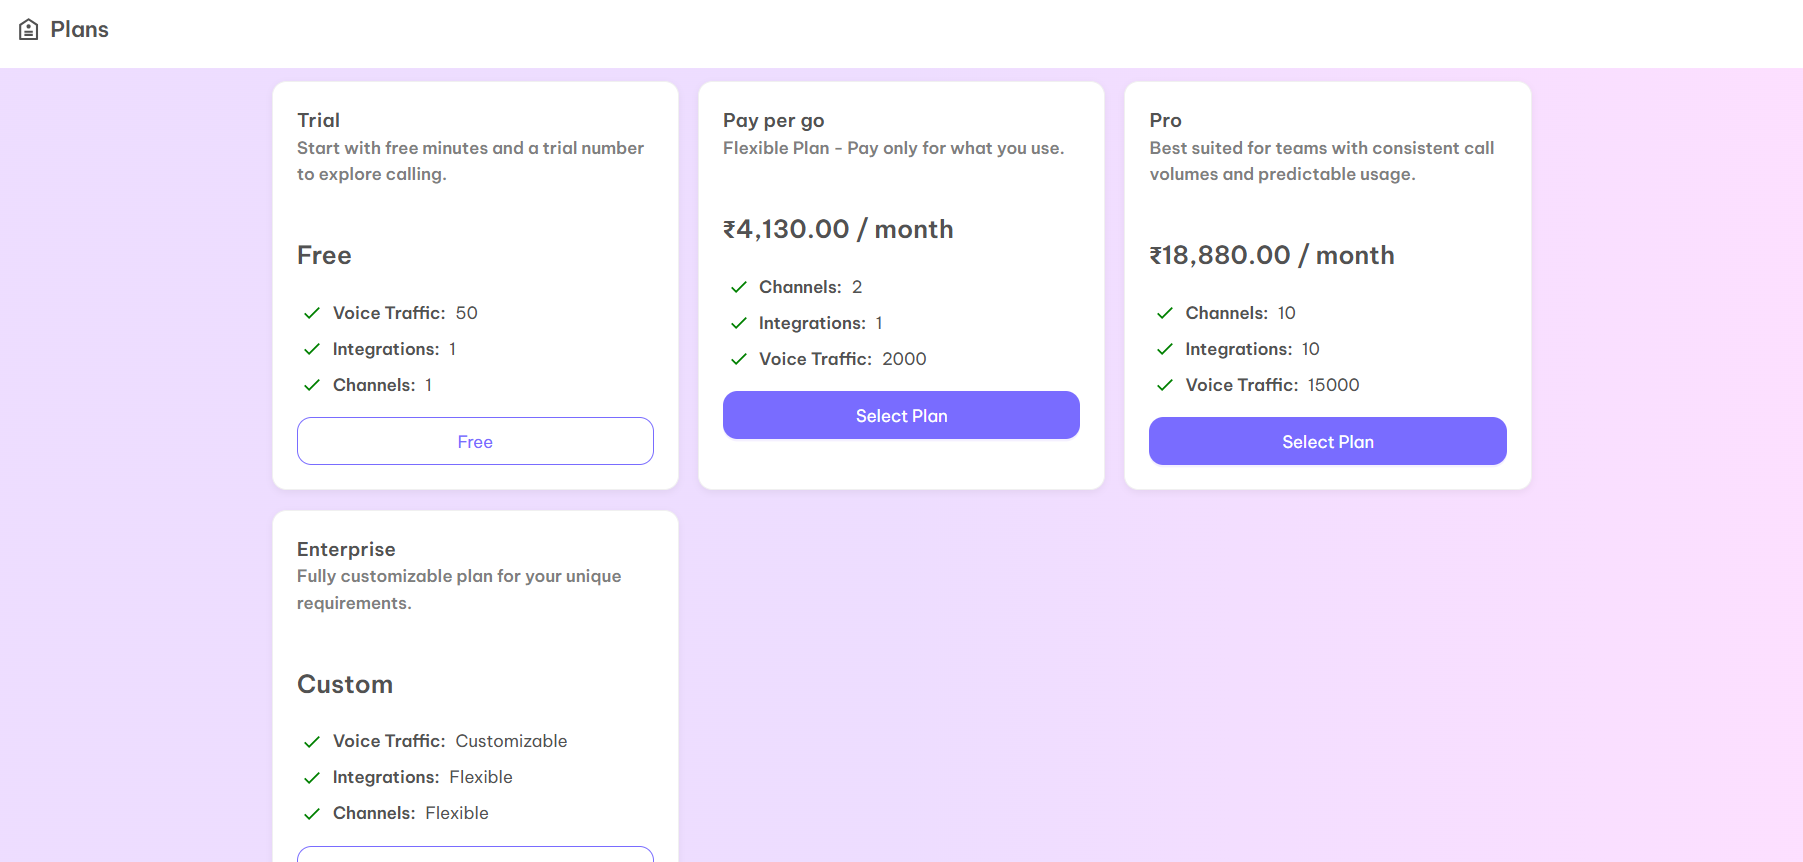 Plans
Trial
Start with free minutes and a trial number
to explore calling.
Free
Voice Traffic: 50
Integrations: 1
Channels: 1
Free
Pay per go
Flexible Plan - Pay only for what you use.
₹4,130.00 / month
Channels: 2
Integrations: 1
Voice Traffic: 2000
Select Plan
Pro
Best suited for teams with consistent call
volumes and predictable usage.
₹18,880.00 / month
Channels: 10
Integrations: 10
Voice Traffic: 15000
Select Plan
Enterprise
Fully customizable plan for your unique
requirements.
Custom
Voice Traffic: Customizable
Integrations: Flexible
Channels: Flexible